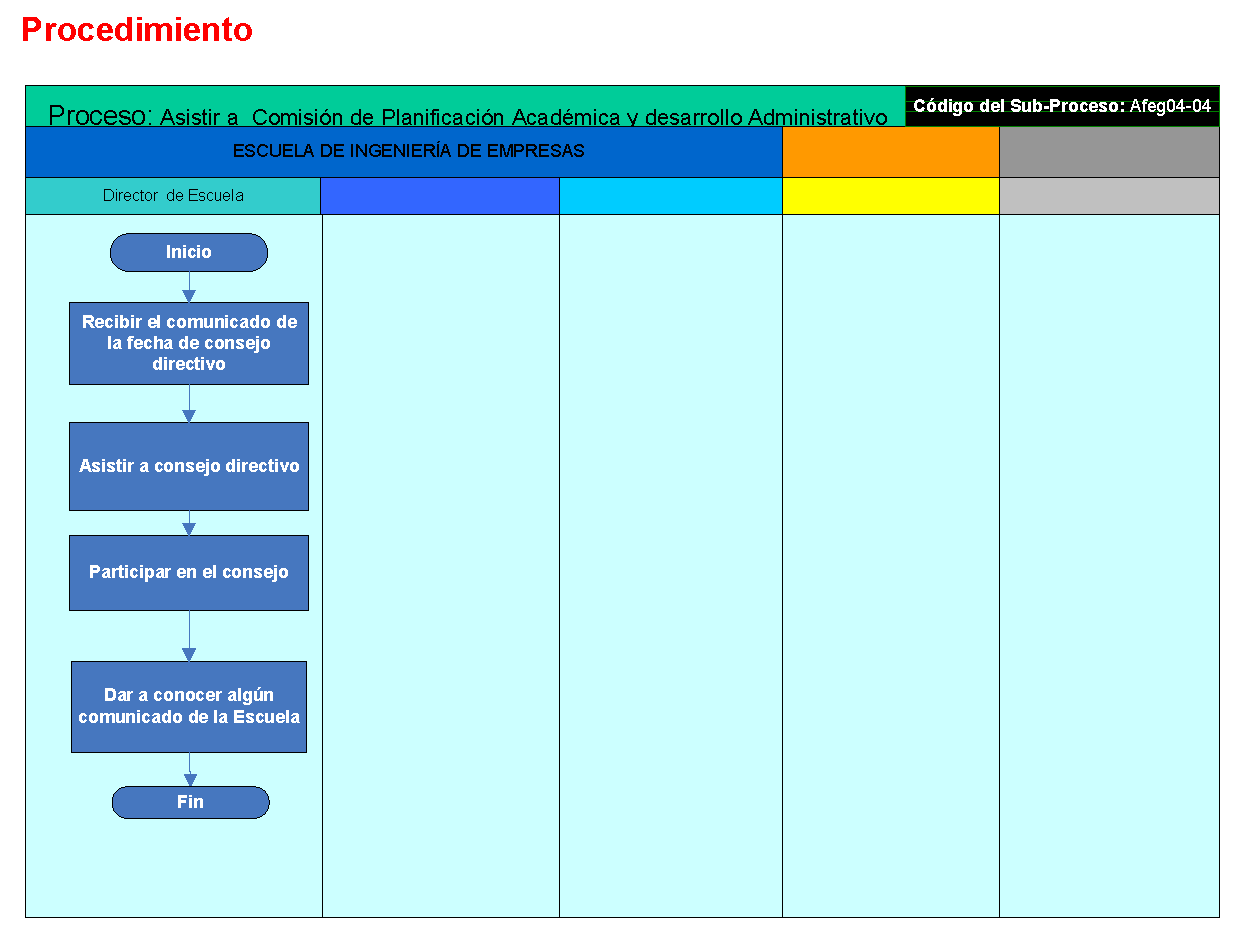 Procedimiento
Proceso: Asistir a  Comisión de Planificación Académica y desarrollo Administrativo
Código del Sub-Proceso: Afeg04-04
ESCUELA DE INGENIERÍA DE EMPRESAS
Director  de Escuela
Inicio
Recibir el comunicado de
la fecha de consejo
directivo
Asistir a consejo directivo
Participar en el consejo
Dar a conocer algún
comunicado de la Escuela
Fin